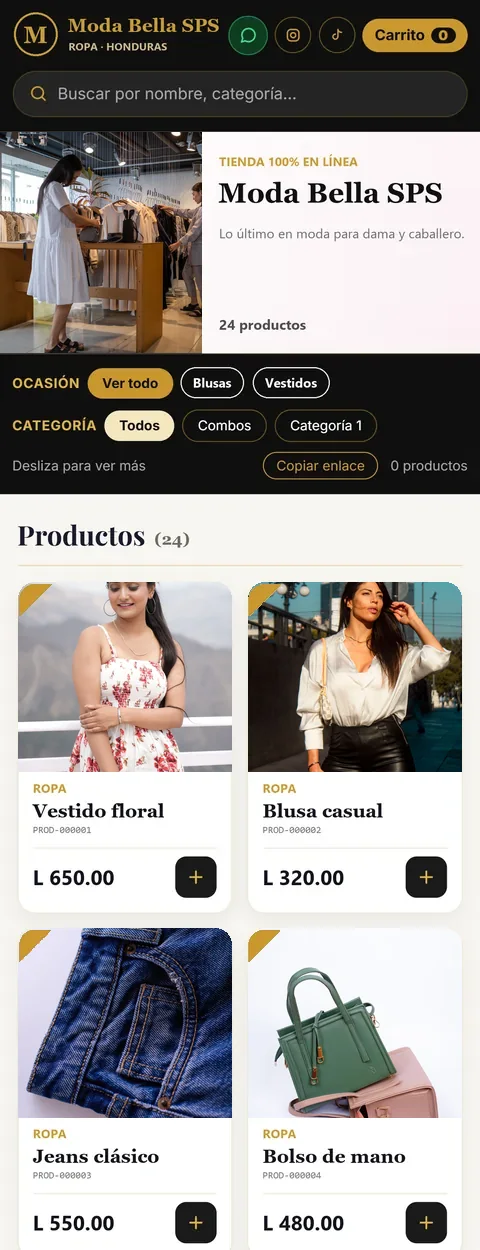 M
Moda Bella SPS
ROPA · HONDURAS
Carrito 0
Buscar por nombre, categoría...
TIENDA 100% EN LÍNEA
Moda Bella SPS
Lo último en moda para dama y caballero.
24 productos
OCASIÓN Ver todo Blusas Vestidos
CATEGORÍA Todos Combos Categoría 1
Desliza para ver más Copiar enlace 0 productos
Productos (24)
ROPA
Vestido floral
PROD-000001
L 650.00 +
ROPA
Blusa casual
PROD-000002
L 320.00 +
ROPA
Jeans clásico
PROD-000003
L 550.00 +
ROPA
Bolso de mano
PROD-000004
L 480.00 +